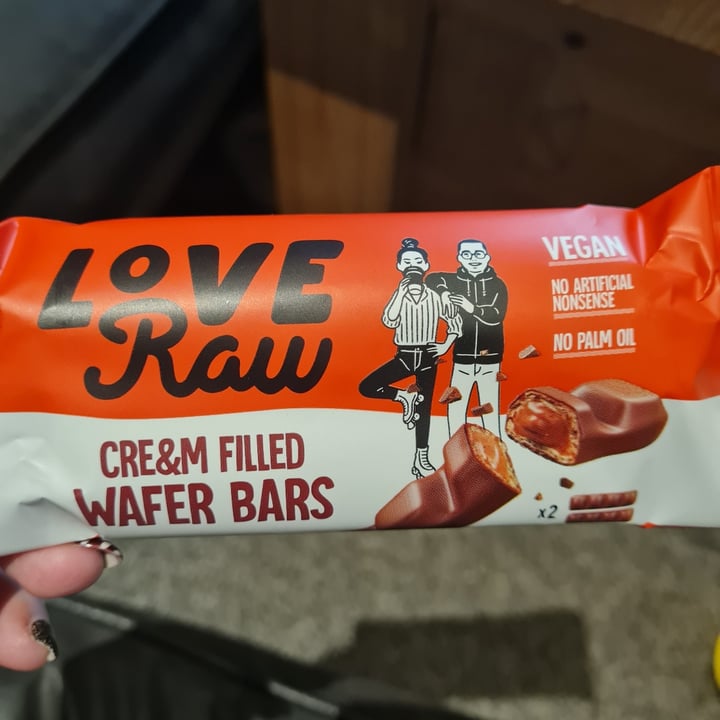 LOVE
Raw
CRE&M FILLED
WAFER BARS
VEGAN
NO ARTIFICIAL
NONSENSE
NO PALM OIL
x2